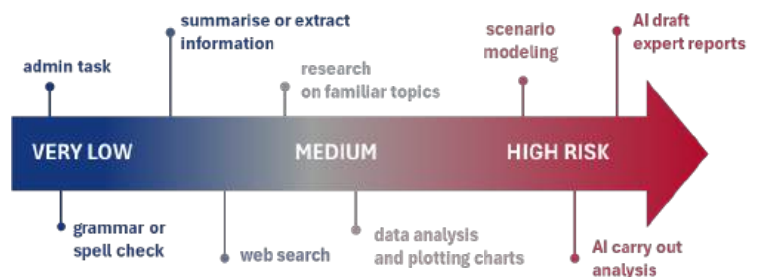 summarise or extract
information
scenario
modeling
AI draft
expert reports
admin task
research
on familiar topics
VERY LOW
MEDIUM
HIGH RISK
grammar or
spell check
web search
data analysis
and plotting charts
AI carry out
analysis